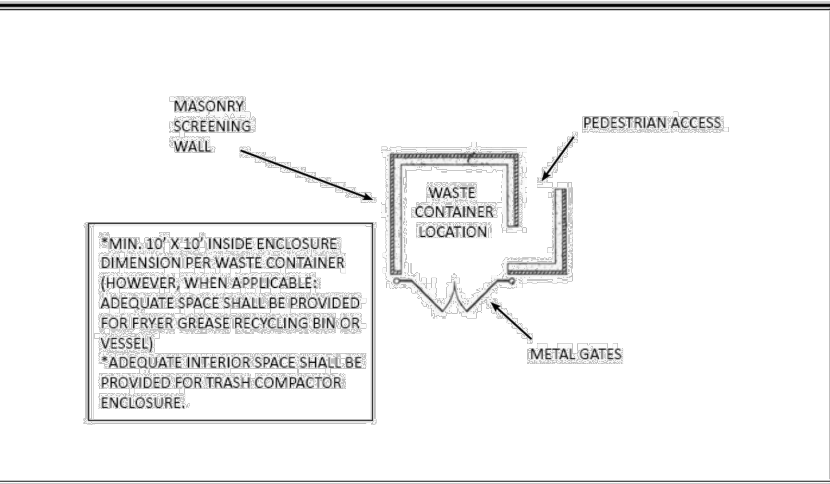 MASONRY
SCREENING
WALL
PEDESTRIAN ACCESS
WASTE
CONTAINER
LOCATION
*MIN. 10' X 10' INSIDE ENCLOSURE
DIMENSION PER WASTE CONTAINER
(HOWEVER, WHEN APPLICABLE:
ADEQUATE SPACE SHALL BE PROVIDED
FOR FRYER GREASE RECYCLING BIN OR
VESSEL)
*ADEQUATE INTERIOR SPACE SHALL BE
PROVIDED FOR TRASH COMPACTOR
ENCLOSURE.
METAL GATES